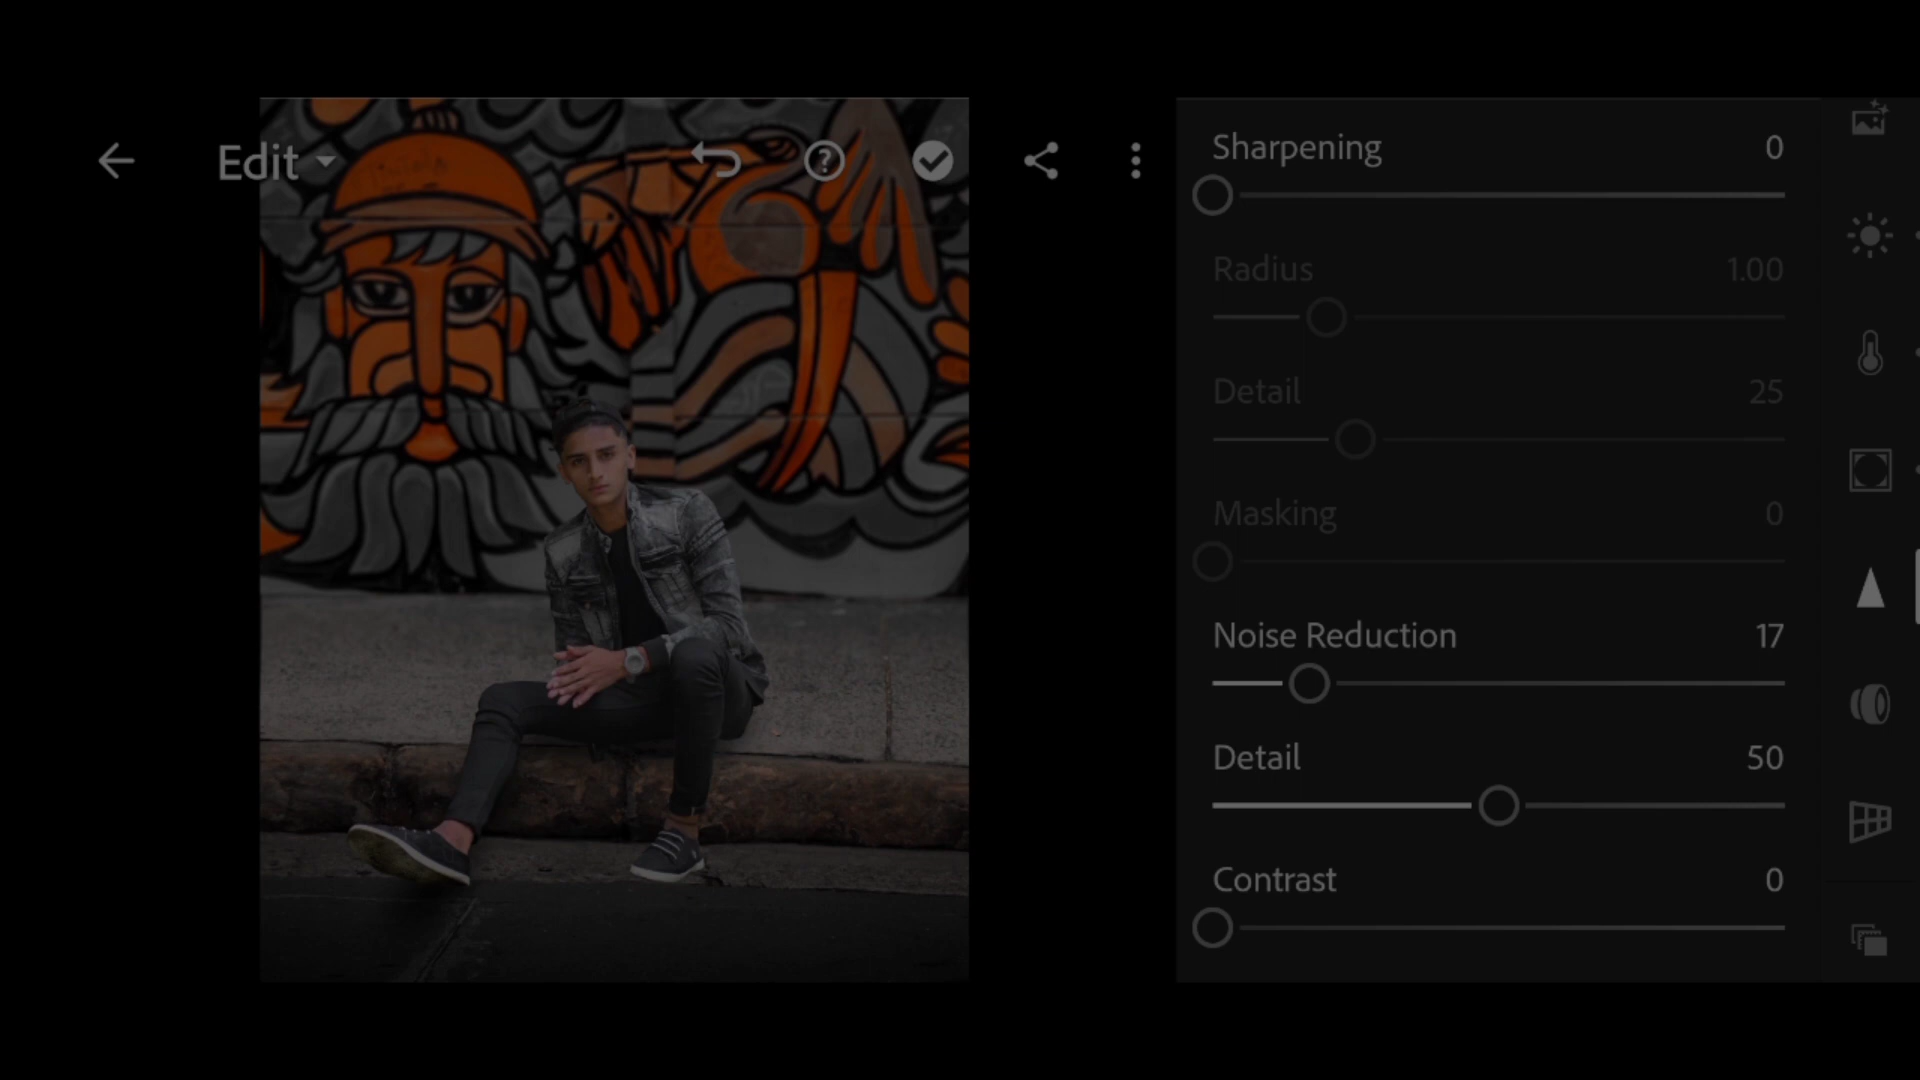 Edit
Sharpening 0
Radius 1.00
Detail 25
Masking 0
Noise Reduction 17
Detail 50
Contrast 0